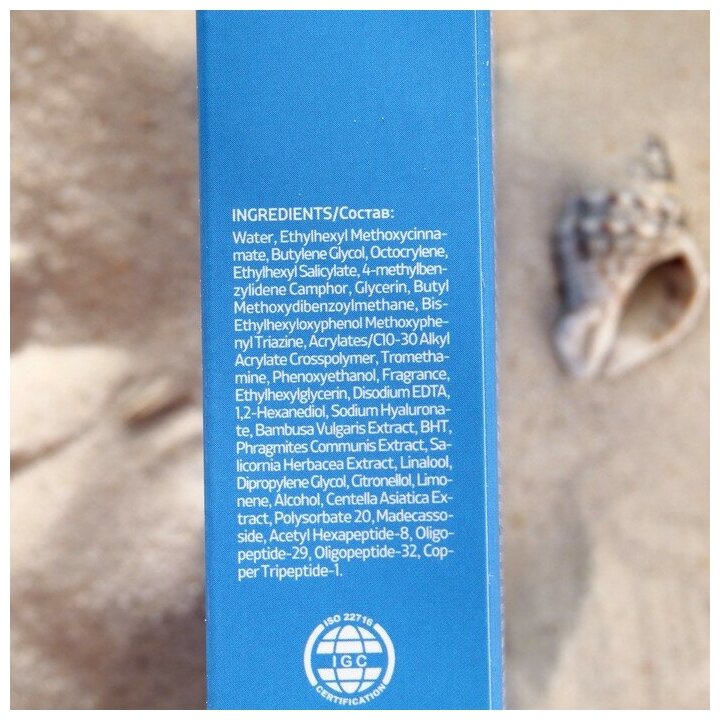 INGREDIENTS/Состав:
Water, Ethylhexyl Methoxycinna-
mate, Butylene Glycol, Octocrylene,
Ethylhexyl Salicylate, 4-methylben-
zylidene Camphor, Glycerin, Butyl
Methoxydibenzoylmethane, Bis-
Ethylhexyloxyphenol Methoxyphe-
nyl Triazine, Acrylates/C10-30 Alkyl
Acrylate Crosspolymer, Trometha-
mine, Phenoxyethanol, Fragrance,
Ethylhexylglycerin, Disodium EDTA,
1,2-Hexanediol, Sodium Hyalurona-
te, Bambusa Vulgaris Extract, BHT,
Phragmites Communis Extract, Sa-
licornia Herbacea Extract, Linalool,
Dipropylene Glycol, Citronellol, Limo-
nene, Alcohol, Centella Asiatica Ex-
tract, Polysorbate 20, Madecasso-
side, Acetyl Hexapeptide-8, Oligo-
peptide-29, Oligopeptide-32, Cop-
per Tripeptide-1.
ISO 22716
IGC
CERTIFICATION